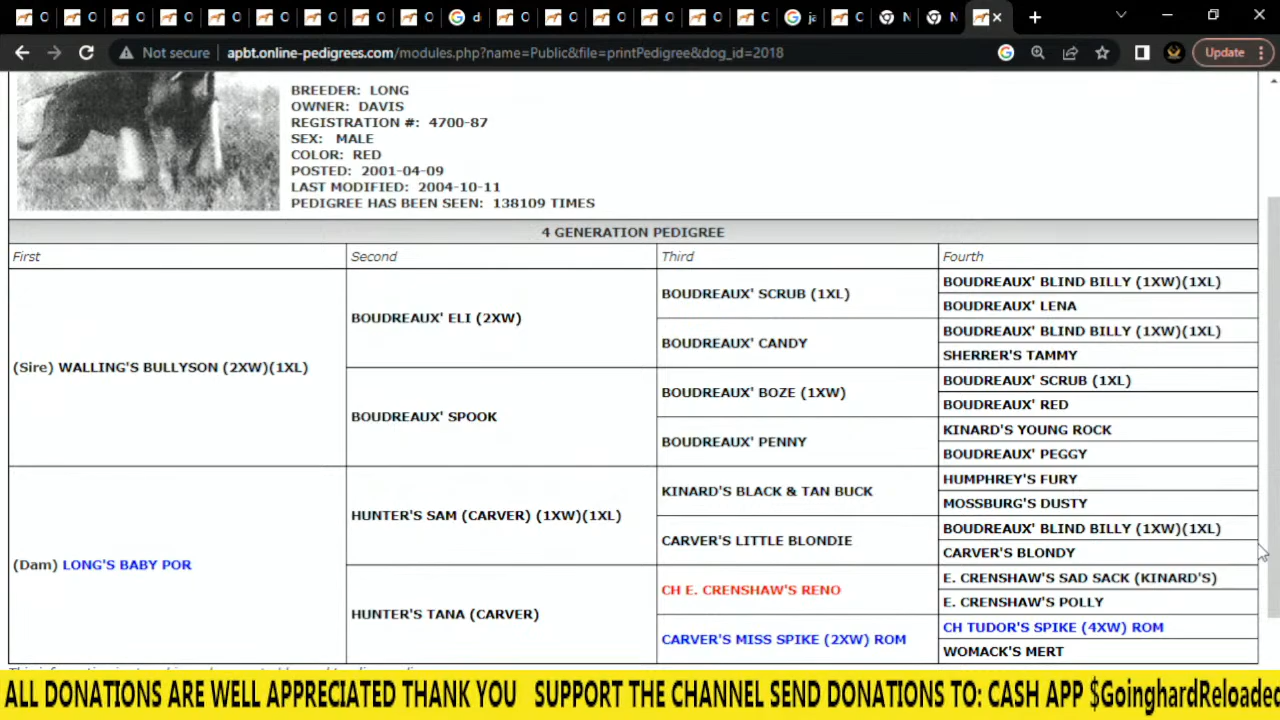 Not secure
apbt.online-pedigrees.com/modules.php?name=Public&file=printPedigree&dog_id=2018
Update
BREEDER: LONG
OWNER: DAVIS
REGISTRATION #: 4700-87
SEX: MALE
COLOR: RED
POSTED: 2001-04-09
LAST MODIFIED: 2004-10-11
PEDIGREE HAS BEEN SEEN: 138109 TIMES
4 GENERATION PEDIGREE
First
Second
Third
Fourth
(Sire) WALLING'S BULLYSON (2XW)(1XL)
BOUDREAUX' ELI (2XW)
BOUDREAUX' SCRUB (1XL)
BOUDREAUX' BLIND BILLY (1XW)(1XL)
BOUDREAUX' LENA
BOUDREAUX' CANDY
BOUDREAUX' BLIND BILLY (1XW)(1XL)
SHERRER'S TAMMY
BOUDREAUX' SPOOK
BOUDREAUX' BOZE (1XW)
BOUDREAUX' SCRUB (1XL)
BOUDREAUX' RED
BOUDREAUX' PENNY
KINARD'S YOUNG ROCK
BOUDREAUX' PEGGY
(Dam) LONG'S BABY POR
HUNTER'S SAM (CARVER) (1XW)(1XL)
KINARD'S BLACK & TAN BUCK
HUMPHREY'S FURY
MOSSBURG'S DUSTY
CARVER'S LITTLE BLONDIE
BOUDREAUX' BLIND BILLY (1XW)(1XL)
CARVER'S BLONDY
HUNTER'S TANA (CARVER)
CH E. CRENSHAW'S RENO
E. CRENSHAW'S SAD SACK (KINARD'S)
E. CRENSHAW'S POLLY
CARVER'S MISS SPIKE (2XW) ROM
CH TUDOR'S SPIKE (4XW) ROM
WOMACK'S MERT
ALL DONATIONS ARE WELL APPRECIATED THANK YOU SUPPORT THE CHANNEL SEND DONATIONS TO: CASH APP $GoinghardReloaded